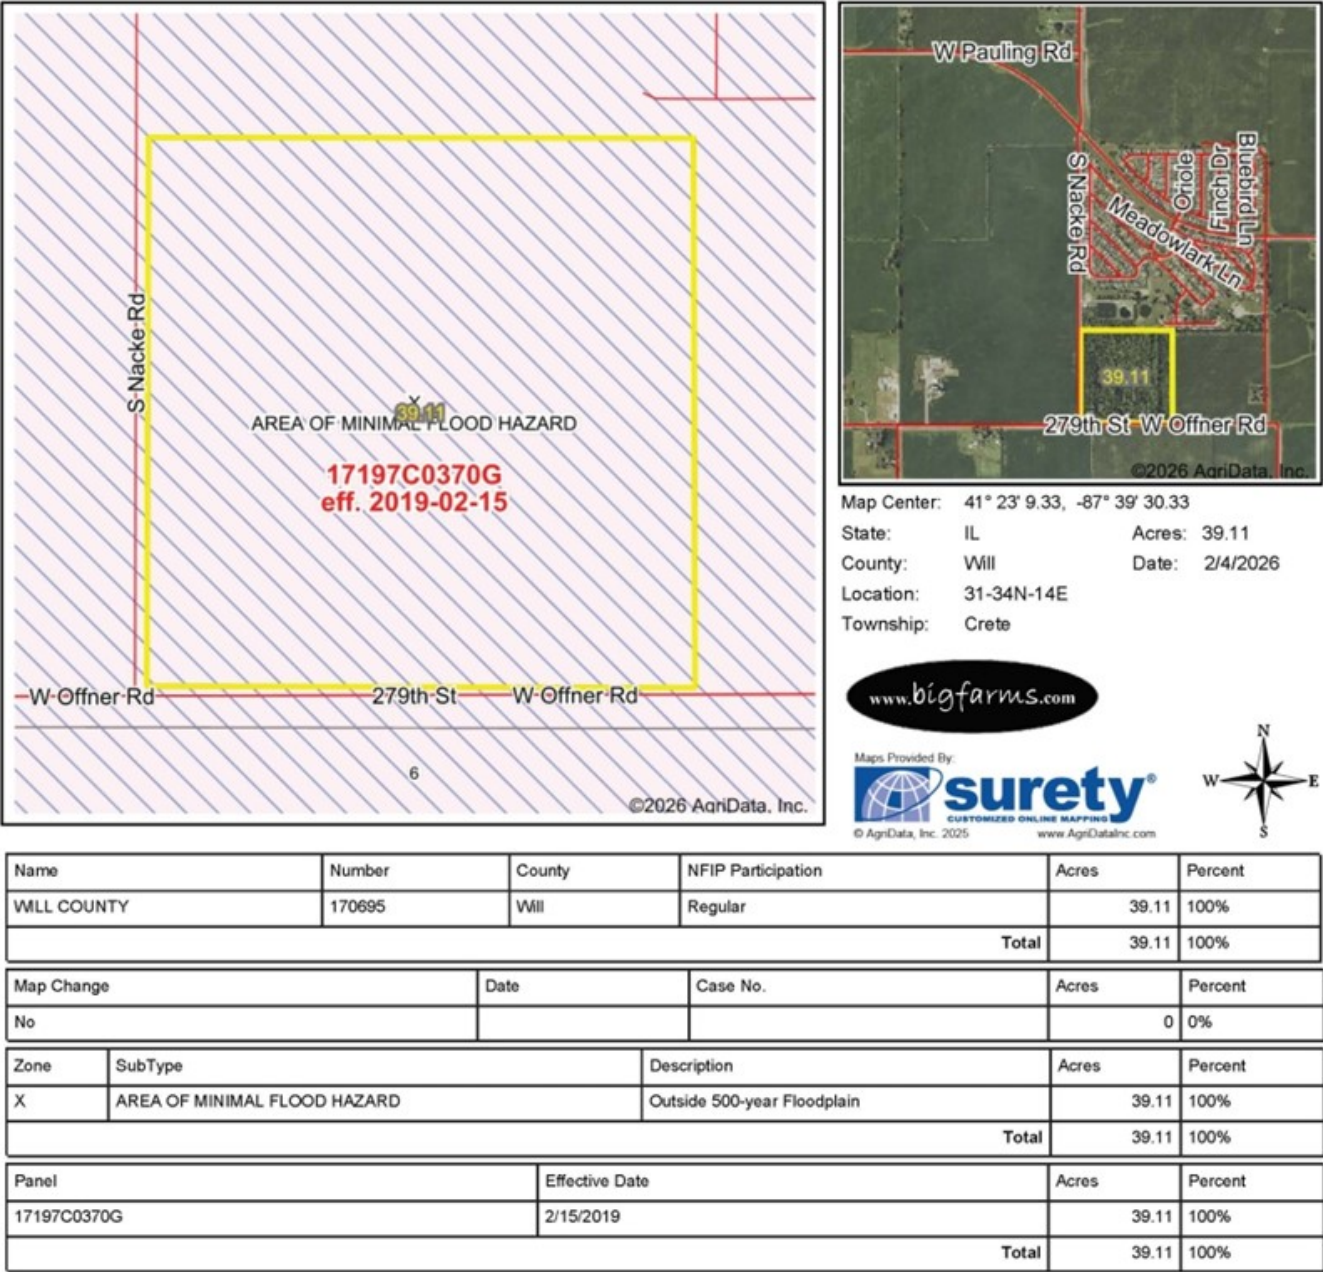 S Nacke Rd
X
39.11
AREA OF MINIMAL FLOOD HAZARD
17197C0370G
eff. 2019-02-15
W Offner Rd 279th St W Offner Rd
6
©2026 AgriData, Inc.
W Pauling Rd
S Nacke Rd
Oriole
Finch Dr
Bluebird Ln
Meadowlark Ln
39.11
279th St W Offner Rd
©2026 AgriData, Inc.
Map Center: 41° 23' 9.33, -87° 39' 30.33
State: IL Acres: 39.11
County: Will Date: 2/4/2026
Location: 31-34N-14E
Township: Crete
www.bigfarms.com
Maps Provided By:
surety®
CUSTOMIZED ONLINE MAPPING
© AgriData, Inc. 2025 www.AgriDataInc.com
N
W E
S
Name Number County NFIP Participation Acres Percent
WILL COUNTY 170695 Will Regular 39.11 100%
Total 39.11 100%
Map Change Date Case No. Acres Percent
No 0 0%
Zone SubType Description Acres Percent
X AREA OF MINIMAL FLOOD HAZARD Outside 500-year Floodplain 39.11 100%
Total 39.11 100%
Panel Effective Date Acres Percent
17197C0370G 2/15/2019 39.11 100%
Total 39.11 100%